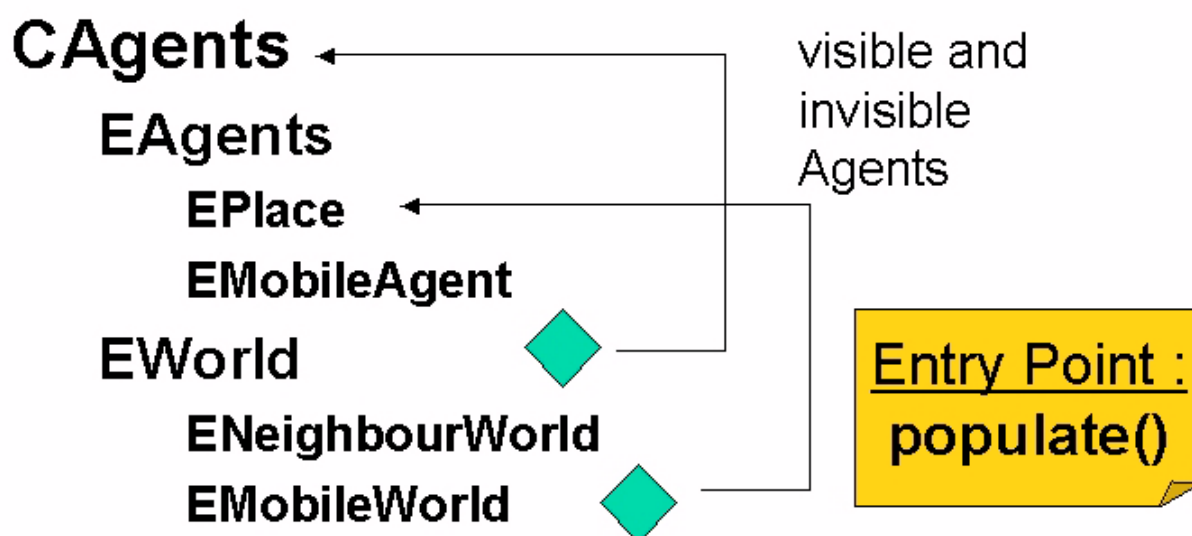 CAgents
EAgents
EPlace
EMobileAgent
EWorld
ENeighbourWorld
EMobileWorld
visible and
invisible
Agents
Entry Point :
populate()